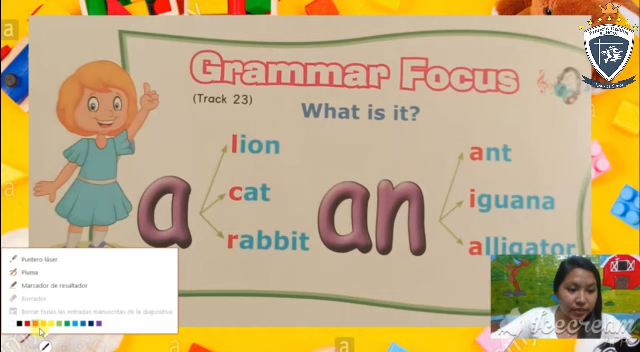 Grammar Focus
(Track 23)
What is it?
a
lion
cat
rabbit
an
ant
iguana
alligator
Puntero láser
Pluma
Marcador de resaltador
Borrador
Borrar todas las entradas manuscritas de la diapositiva
icecream